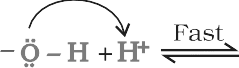 ⁻Ö – H + H⁺ Fast ⇌